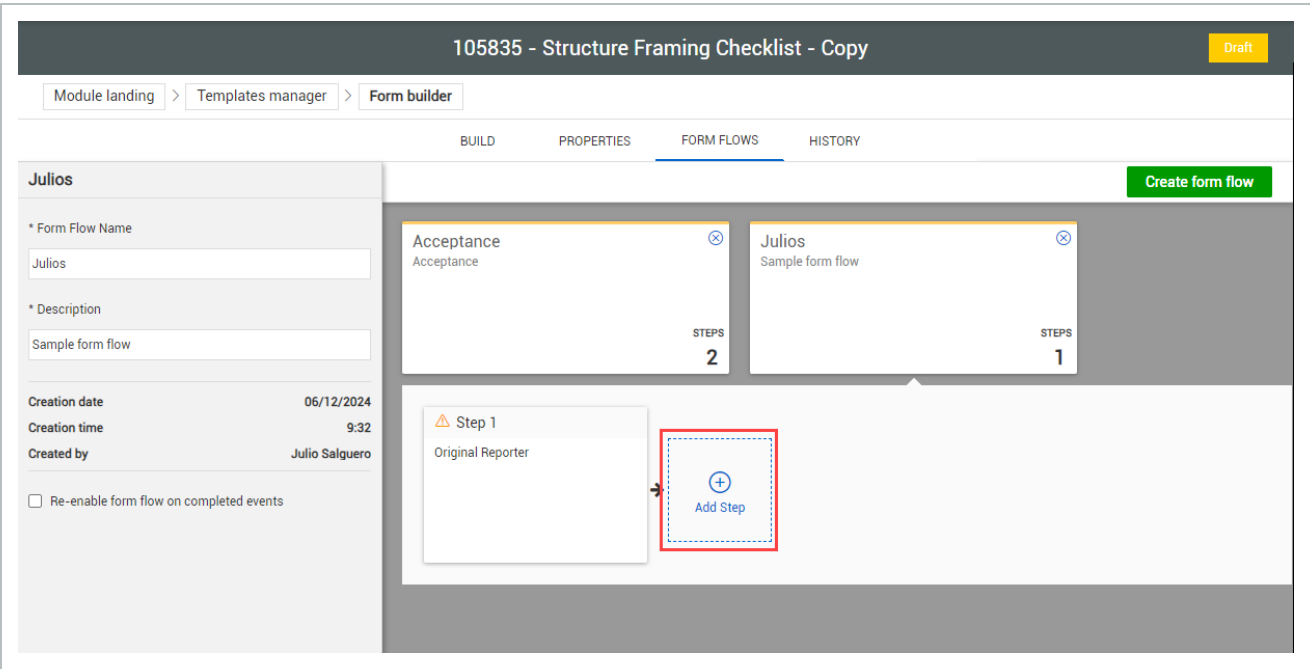 105835 - Structure Framing Checklist - Copy
Draft
Module landing > Templates manager > Form builder
BUILD PROPERTIES FORM FLOWS HISTORY
Julios
Create form flow
* Form Flow Name
Julios
* Description
Sample form flow
Creation date 06/12/2024
Creation time 9:32
Created by Julio Salguero
Re-enable form flow on completed events
Acceptance
Acceptance
STEPS
2
Julios
Sample form flow
STEPS
1
Step 1
Original Reporter
Add Step